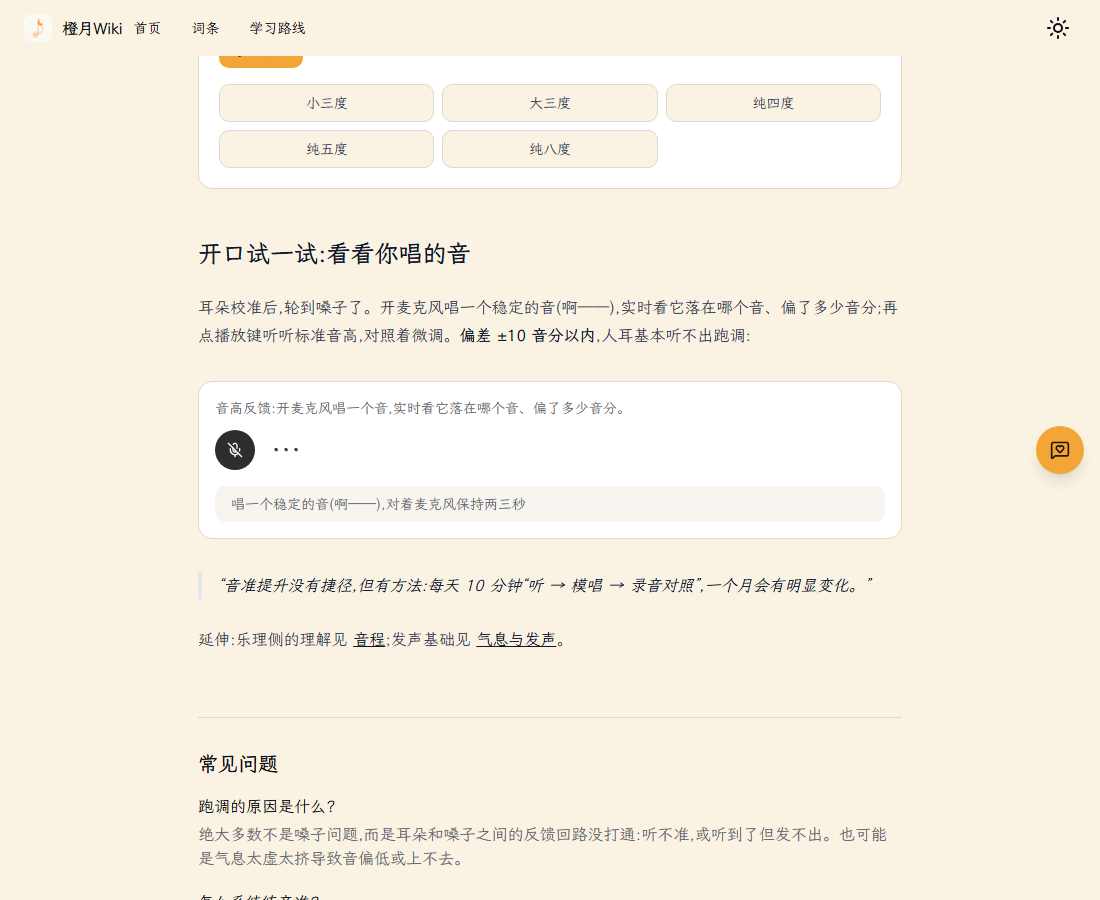 橙月Wiki 首页 词条 学习路线
小三度 大三度 纯四度
纯五度 纯八度
开口试一试:看看你唱的音
耳朵校准后,轮到嗓子了。开麦克风唱一个稳定的音(啊——),实时看它落在哪个音、偏了多少音分;再
点播放键听听标准音高,对照着微调。偏差 ±10 音分以内,人耳基本听不出跑调:
音高反馈:开麦克风唱一个音,实时看它落在哪个音、偏了多少音分。
···
唱一个稳定的音(啊——),对着麦克风保持两三秒
“音准提升没有捷径,但有方法:每天 10 分钟“听 → 模唱 → 录音对照”,一个月会有明显变化。”
延伸:乐理侧的理解见 音程;发声基础见 气息与发声。
常见问题
跑调的原因是什么?
绝大多数不是嗓子问题,而是耳朵和嗓子之间的反馈回路没打通:听不准,或听到了但发不出。也可能
是气息太虚太挤导致音偏低或上不去。